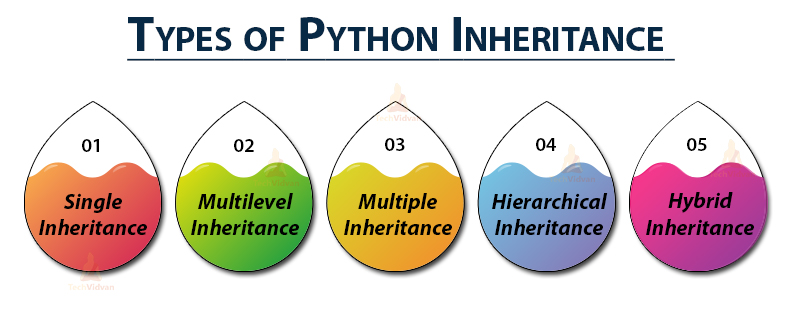 Types of Python Inheritance
01
Single
Inheritance
02
Multilevel
Inheritance
03
Multiple
Inheritance
04
Hierarchical
Inheritance
05
Hybrid
Inheritance
TechVidvan